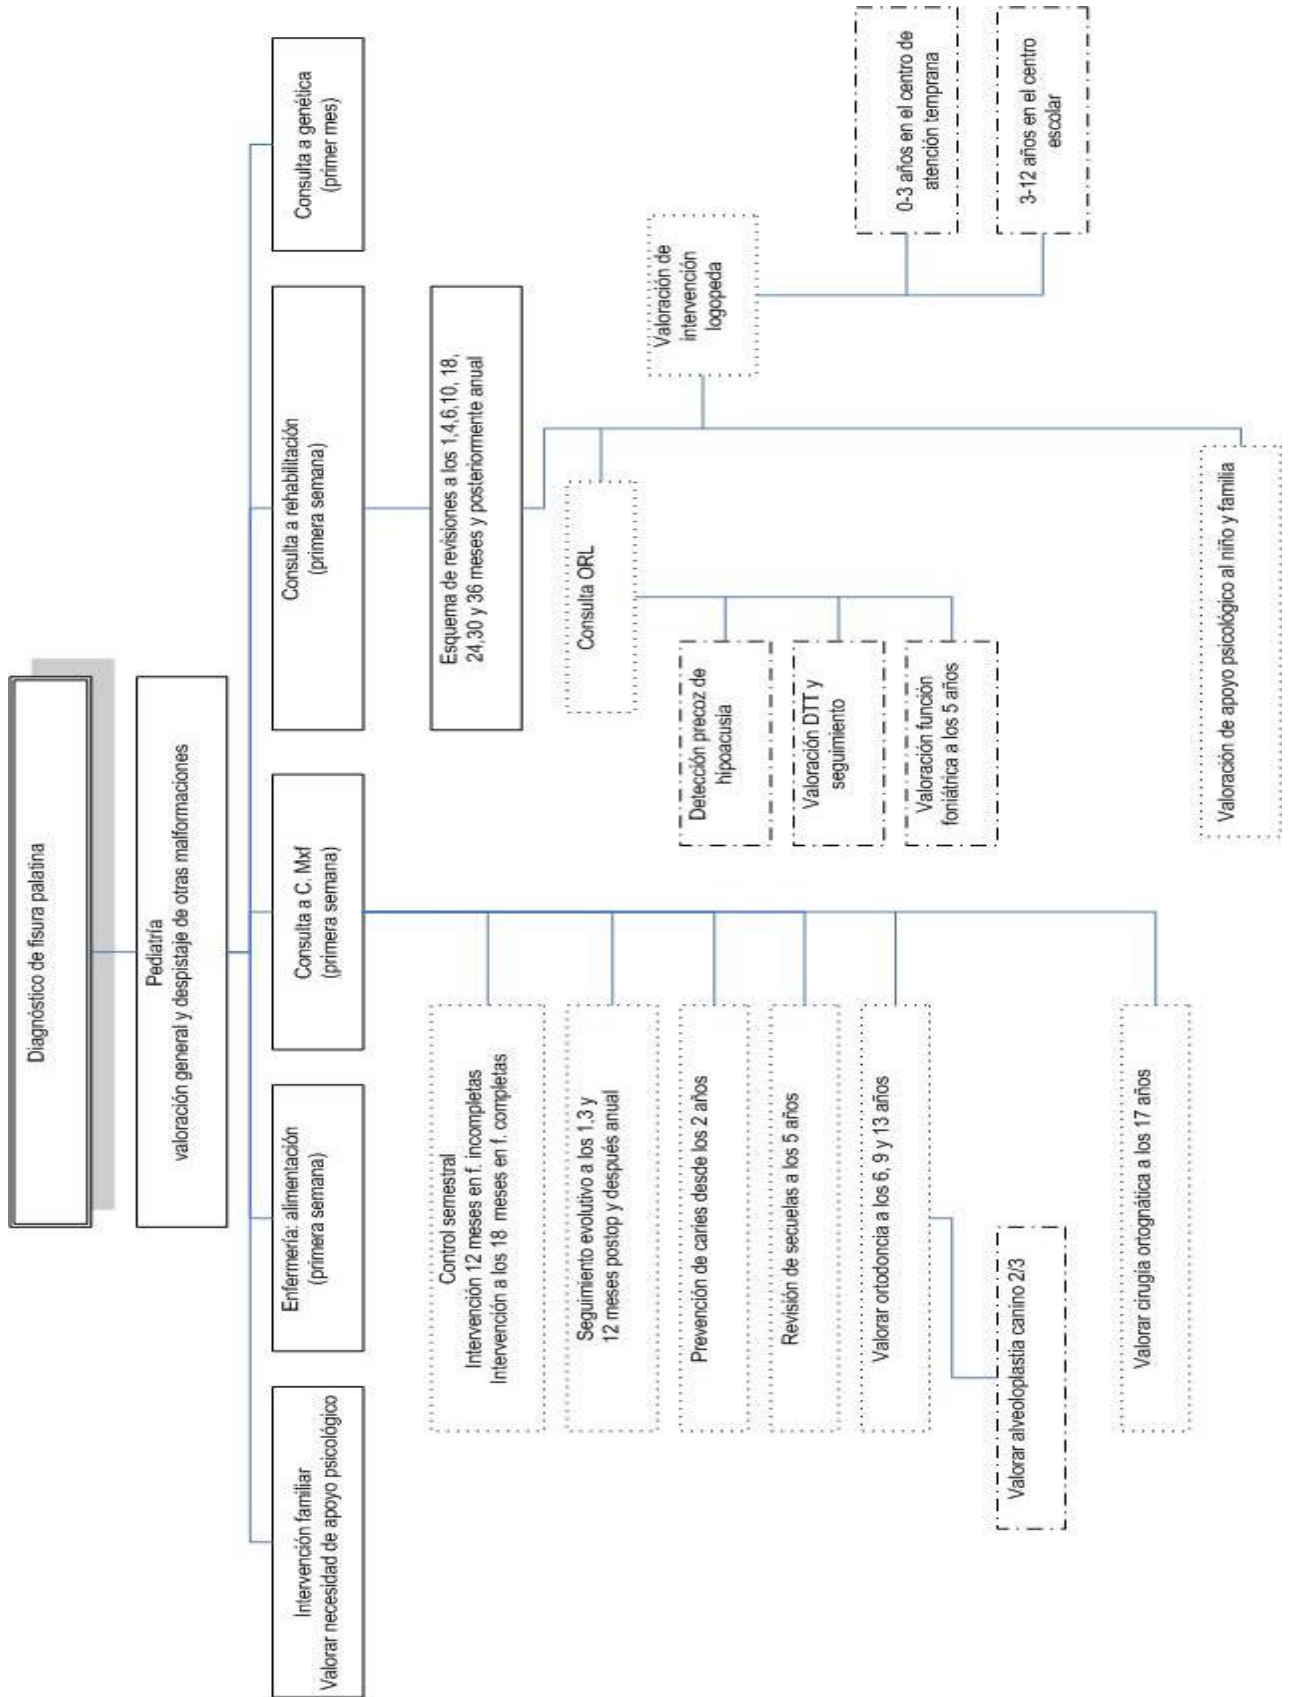 Diagnóstico de fisura palatina
Pediatría
valoración general y despistaje de otras malformaciones
Intervención familiar
Valorar necesidad de apoyo psicológico
Enfermería: alimentación
(primera semana)
Consulta a C. Mxf
(primera semana)
Consulta a rehabilitación
(primera semana)
Consulta a genética
(primer mes)
Control semestral
Intervención 12 meses en f. incompletas
Intervención a los 18 meses en f. completas
Seguimiento evolutivo a los 1,3 y
12 meses postop y después anual
Prevención de caries desde los 2 años
Revisión de secuelas a los 5 años
Valorar ortodoncia a los 6, 9 y 13 años
Valorar alveoloplastia canino 2/3
Valorar cirugía ortognática a los 17 años
Esquema de revisiones a los 1,4,6,10, 18,
24,30 y 36 meses y posteriormente anual
Consulta ORL
Detección precoz de
hipoacusia
Valoración DTT y
seguimiento
Valoración función
foniátrica a los 5 años
Valoración de
intervención
logopeda
0-3 años en el centro de
atención temprana
3-12 años en el centro
escolar
Valoración de apoyo psicológico al niño y familia